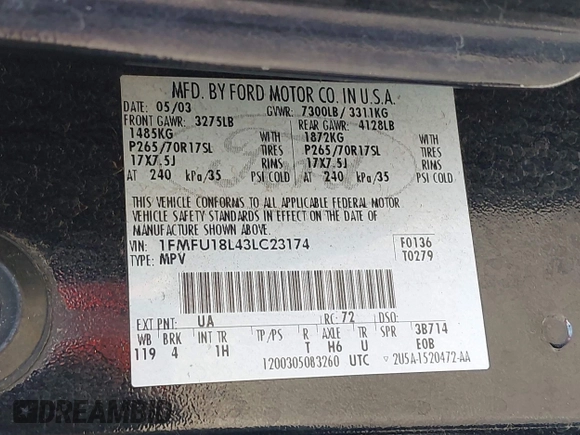 MFD. BY FORD MOTOR CO. IN U.S.A.
DATE: 05/03 GVWR: 7300LB/ 3311KG
FRONT GAWR: 3275LB REAR GAWR: 4128LB
1485KG WITH 1872KG WITH
P265/70R17SL TIRES P265/70R17SL TIRES
17X7.5J RIMS 17X7.5J RIMS
AT 240 kPa/35 PSI COLD AT 240 kPa/35 PSI COLD
Ford
THIS VEHICLE CONFORMS TO ALL APPLICABLE FEDERAL MOTOR
VEHICLE SAFETY STANDARDS IN EFFECT ON THE DATE OF
MANUFACTURE SHOWN ABOVE.
VIN: 1FMFU18L43LC23174 F0136
TYPE: MPV T0279
EXT PNT: UA RC: 72 DSO:
WB BRK INT TR TP/PS R AXLE TR SPR 3B714
119 4 1H T H6 U EOB
1200305083260 UTC 2U5A-1520472-AA
DREAMBID